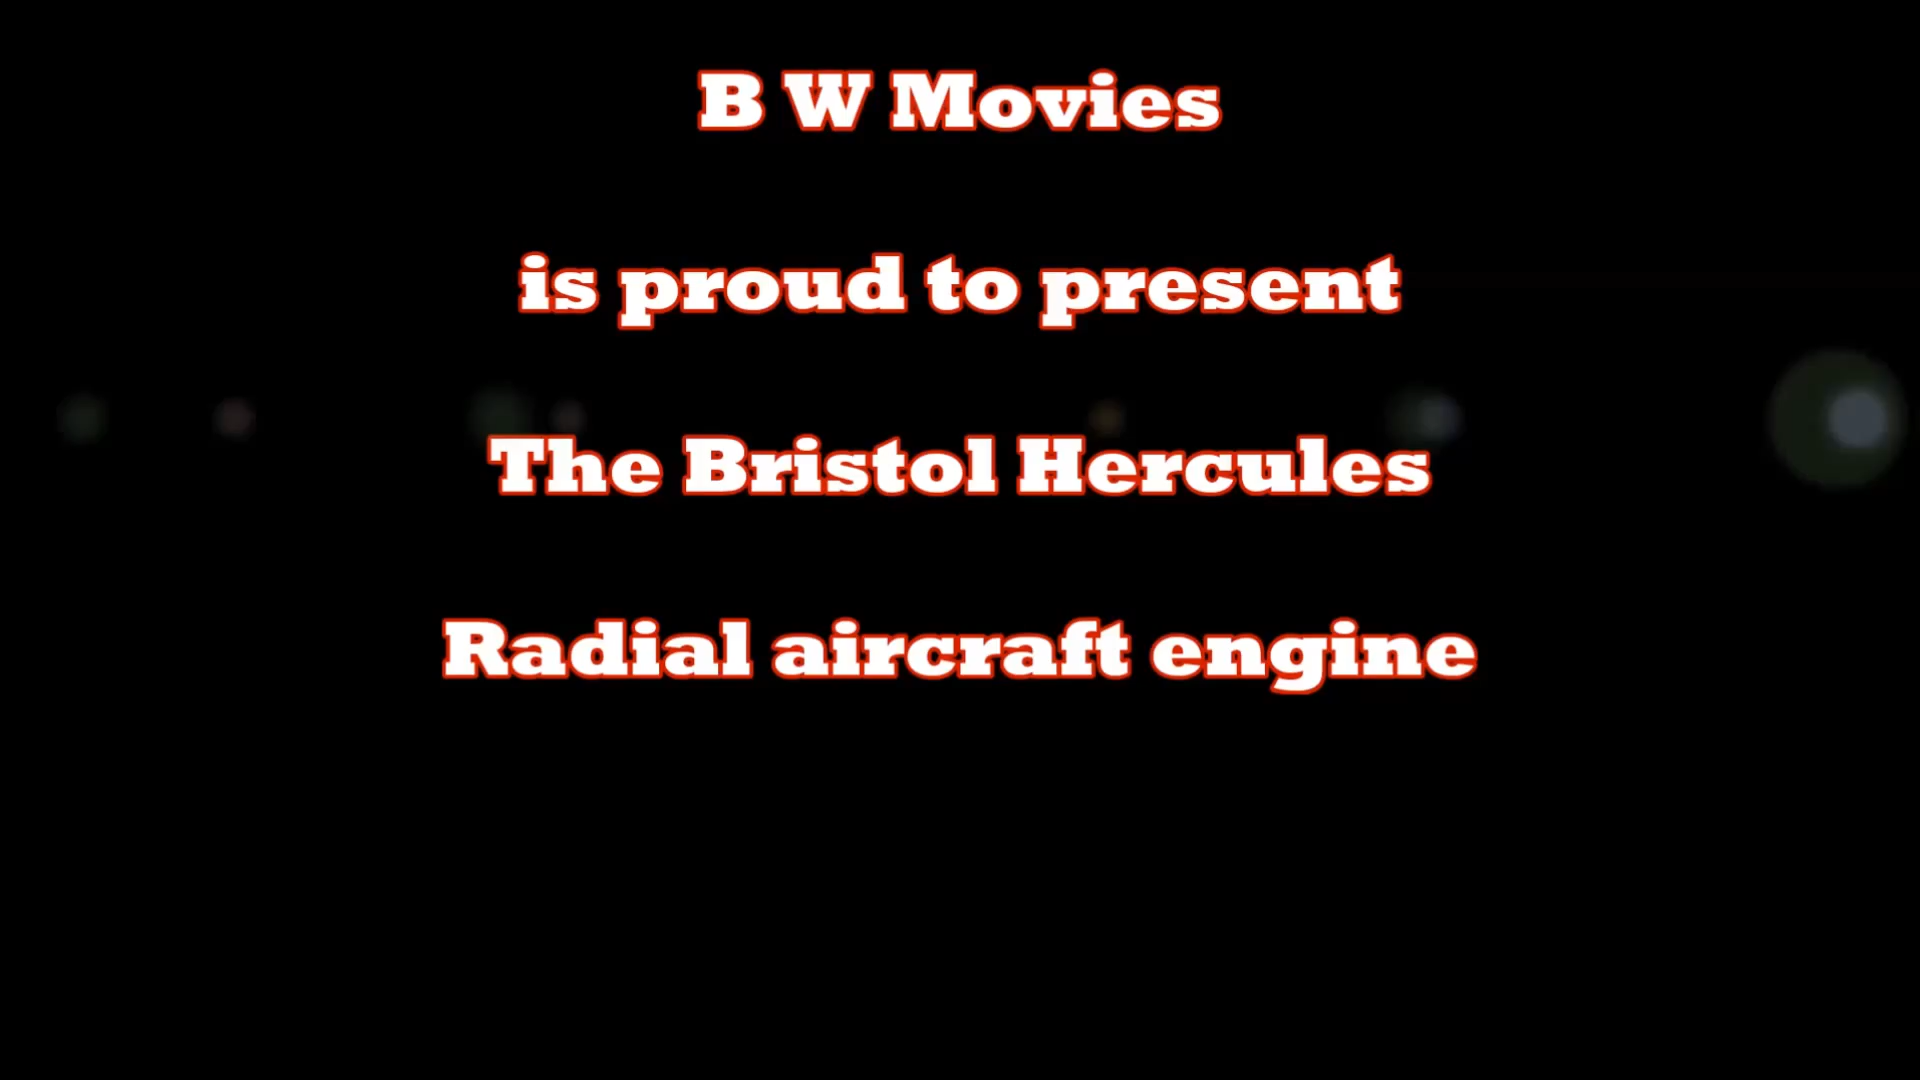 B W Movies
is proud to present
The Bristol Hercules
Radial aircraft engine